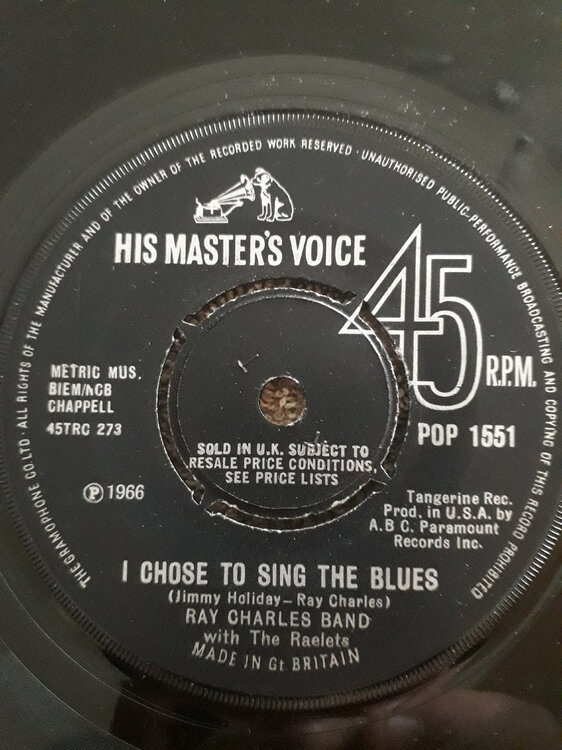 THE GRAMOPHONE CO. LTD · ALL RIGHTS OF THE MANUFACTURER AND OF THE OWNER OF THE RECORDED WORK RESERVED · UNAUTHORISED PUBLIC PERFORMANCE BROADCASTING AND COPYING OF THIS RECORD PROHIBITED
HIS MASTER'S VOICE
45
R.P.M.
METRIC MUS.
BIEM/NCB
CHAPPELL
45TRC 273
POP 1551
SOLD IN U.K. SUBJECT TO
RESALE PRICE CONDITIONS,
SEE PRICE LISTS
Ⓟ 1966
Tangerine Rec.
Prod. in U.S.A. by
A.B.C. Paramount
Records Inc.
I CHOSE TO SING THE BLUES
(Jimmy Holiday–Ray Charles)
RAY CHARLES BAND
with The Raelets
MADE IN Gt BRITAIN